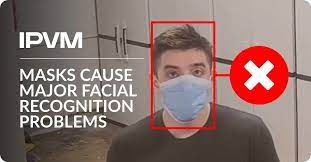 IPVM
MASKS CAUSE
MAJOR FACIAL
RECOGNITION
PROBLEMS